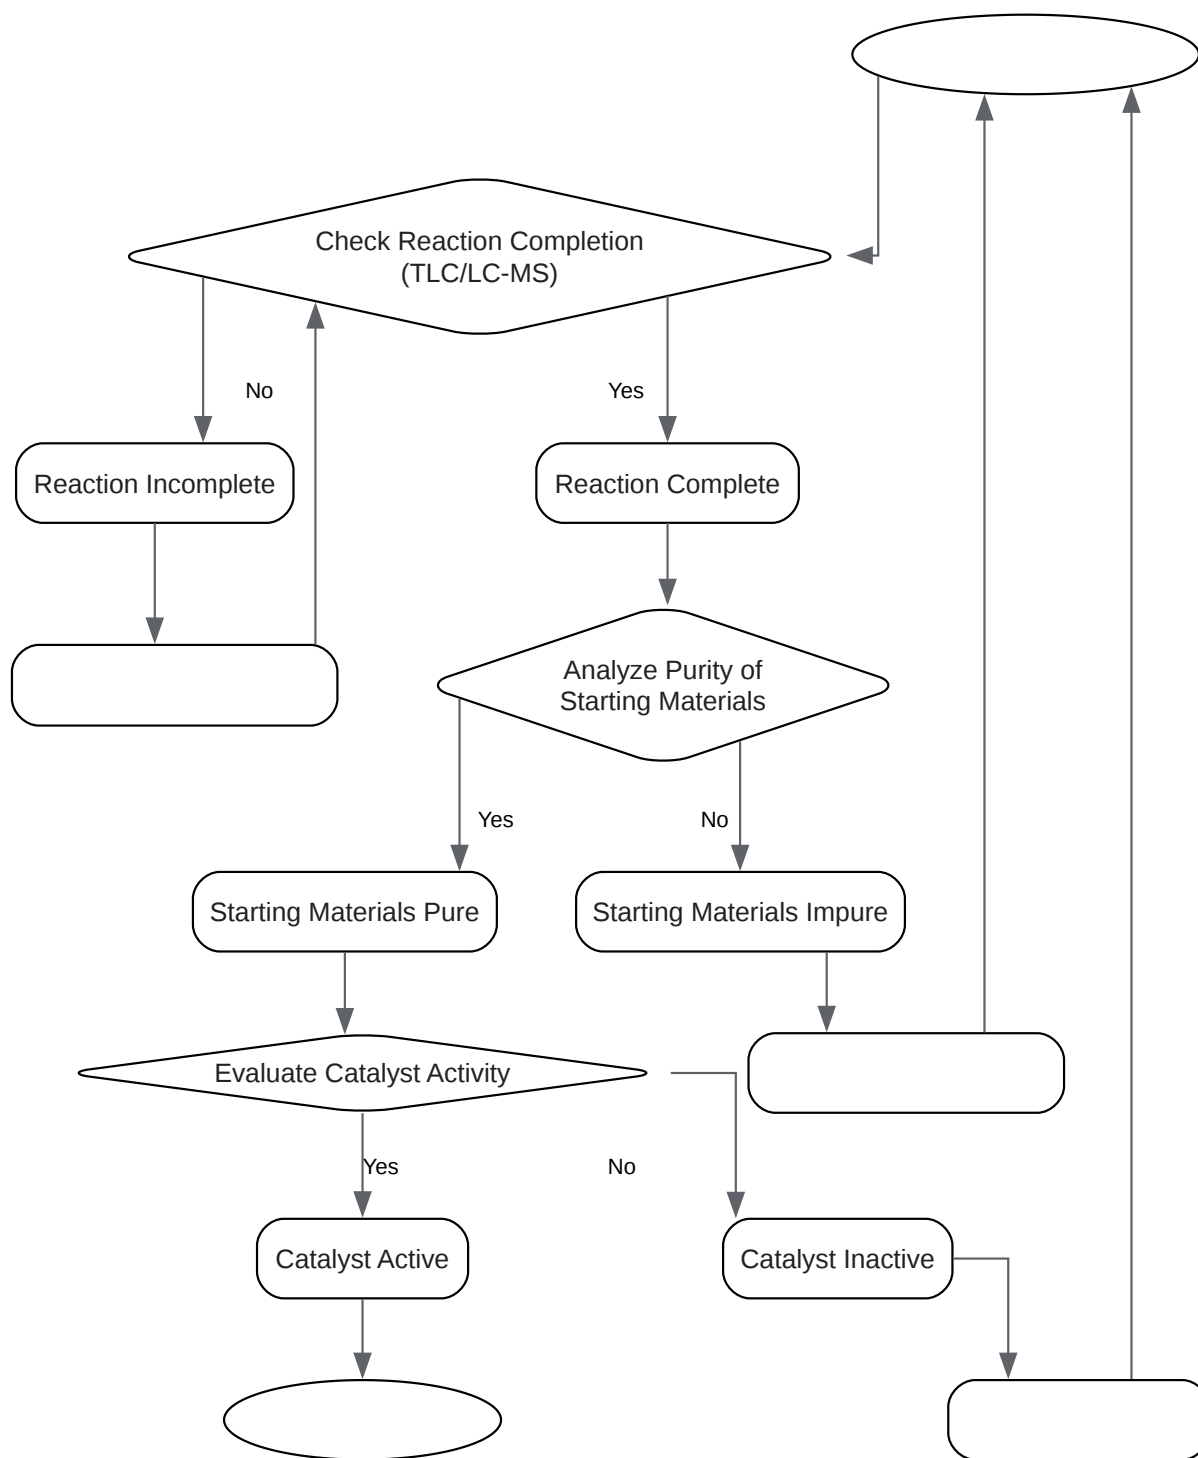 Check Reaction Completion
(TLC/LC-MS)
No
Yes
Reaction Incomplete
Reaction Complete
Analyze Purity of
Starting Materials
Yes
No
Starting Materials Pure
Starting Materials Impure
Evaluate Catalyst Activity
Yes
No
Catalyst Active
Catalyst Inactive